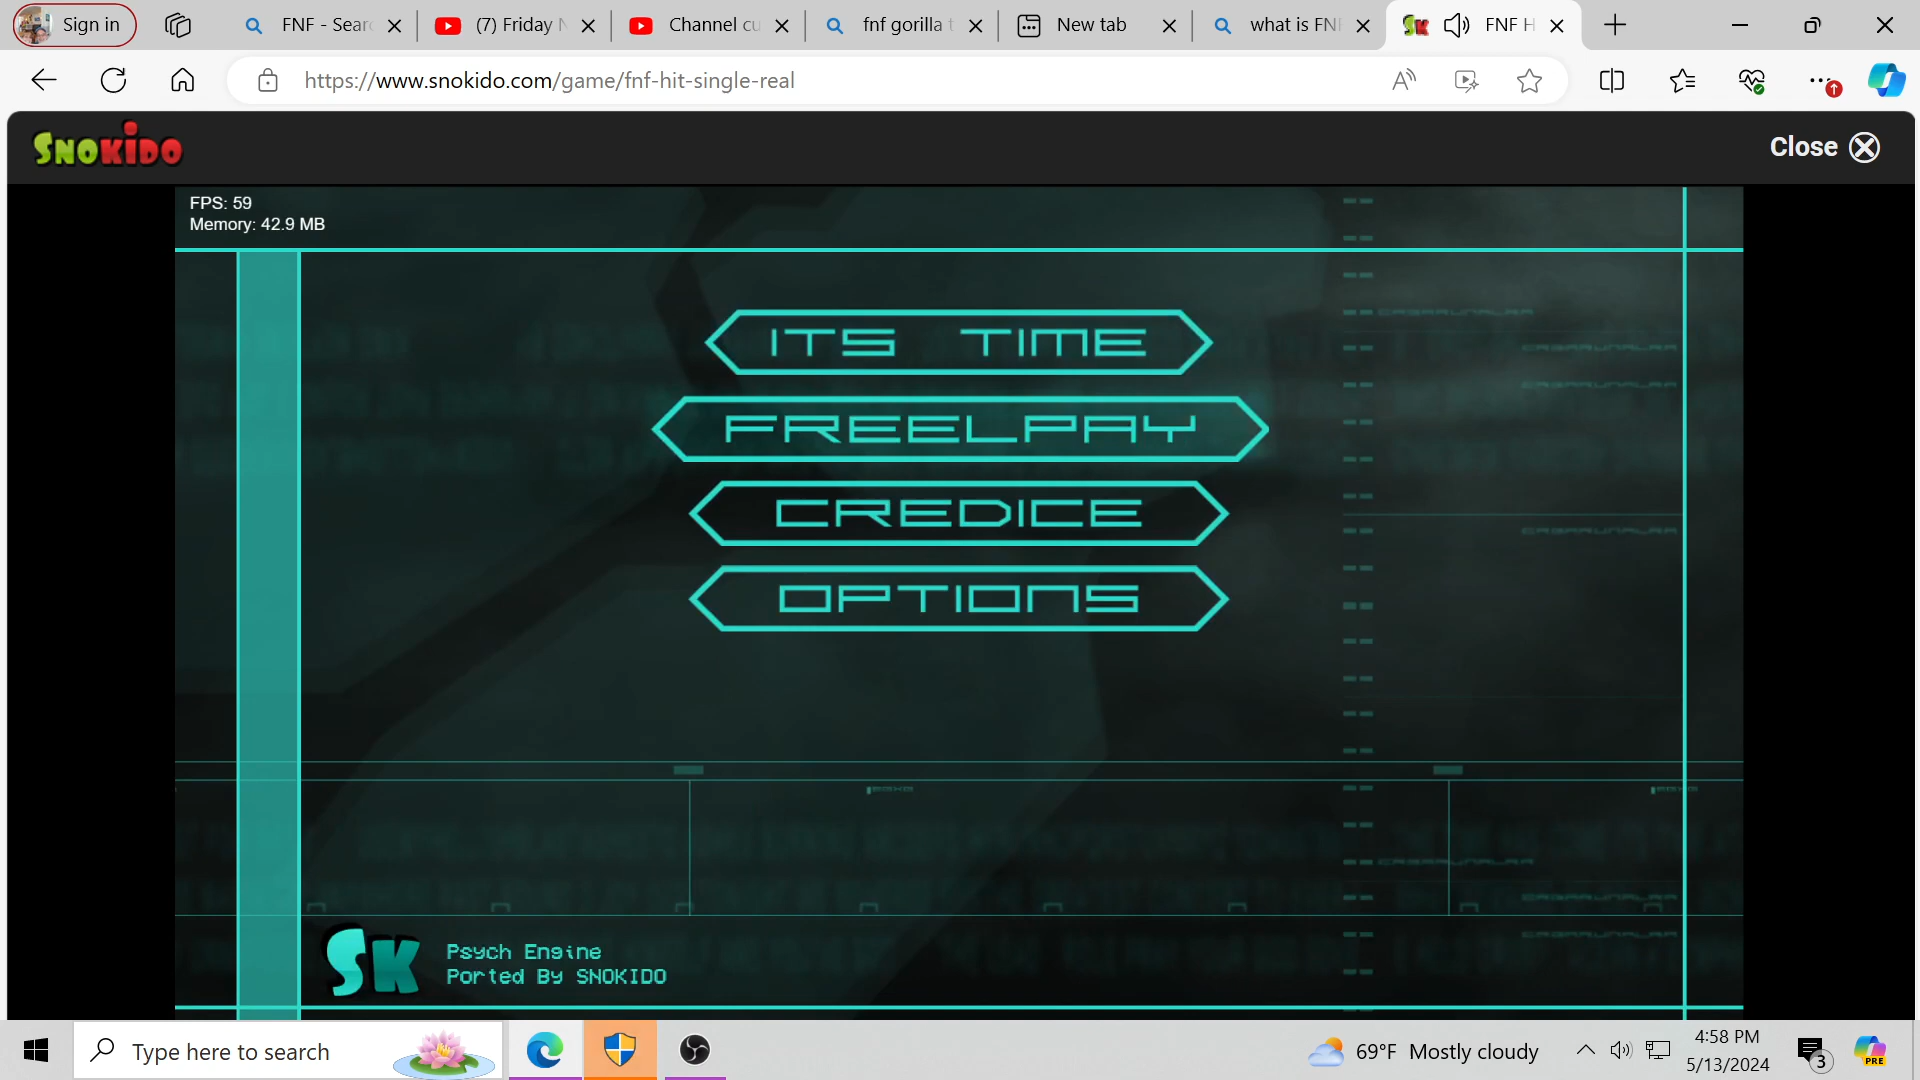 Sign in
FNF - Sear
(7) Friday N
Channel cu
fnf gorilla t
New tab
what is FNF
FNF H
https://www.snokido.com/game/fnf-hit-single-real
SNOKIDO
Close
FPS: 59
Memory: 42.9 MB
ITS TIME
FREELPAY
CREDICE
OPTIONS
SK
Psych Engine
Ported By SNOKIDO
Type here to search
69°F Mostly cloudy
4:58 PM
5/13/2024
3
PRE